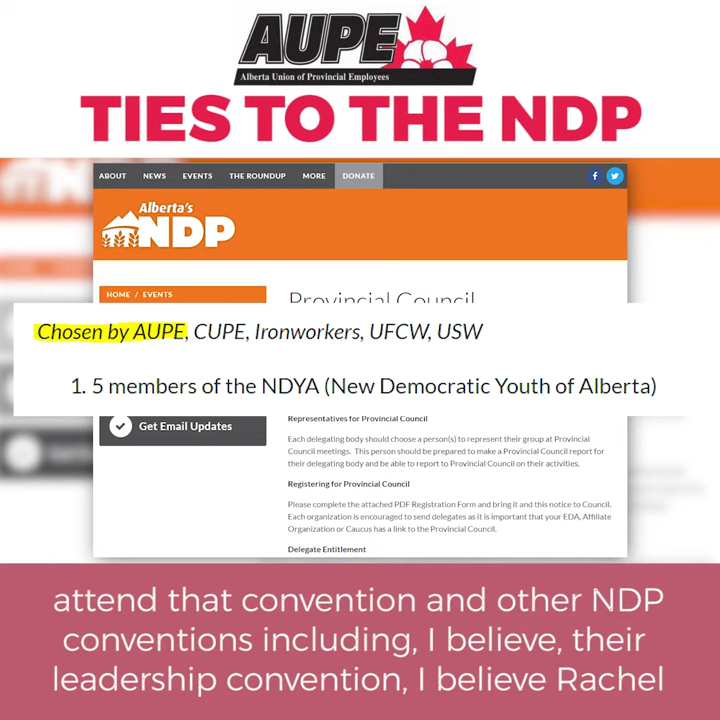 AUPE
Alberta Union of Provincial Employees
TIES TO THE NDP
ABOUT NEWS EVENTS THE ROUNDUP MORE DONATE
Alberta's
NDP
HOME / EVENTS
Provincial Council
Chosen by AUPE, CUPE, Ironworkers, UFCW, USW
1. 5 members of the NDYA (New Democratic Youth of Alberta)
Get Email Updates
Representatives for Provincial Council
Each delegating body should choose a person(s) to represent their group at Provincial
Council meetings. This person should be prepared to make a Provincial Council report for
their delegating body and be able to report to Provincial Council on their activities.
Registering for Provincial Council
Please complete the attached PDF Registration Form and bring it and this notice to Council.
Each organization is encouraged to send delegates as it is important that your EDA, Affiliate
Organization or Caucus has a link to the Provincial Council.
Delegate Entitlement
attend that convention and other NDP
conventions including, I believe, their
leadership convention, I believe Rachel